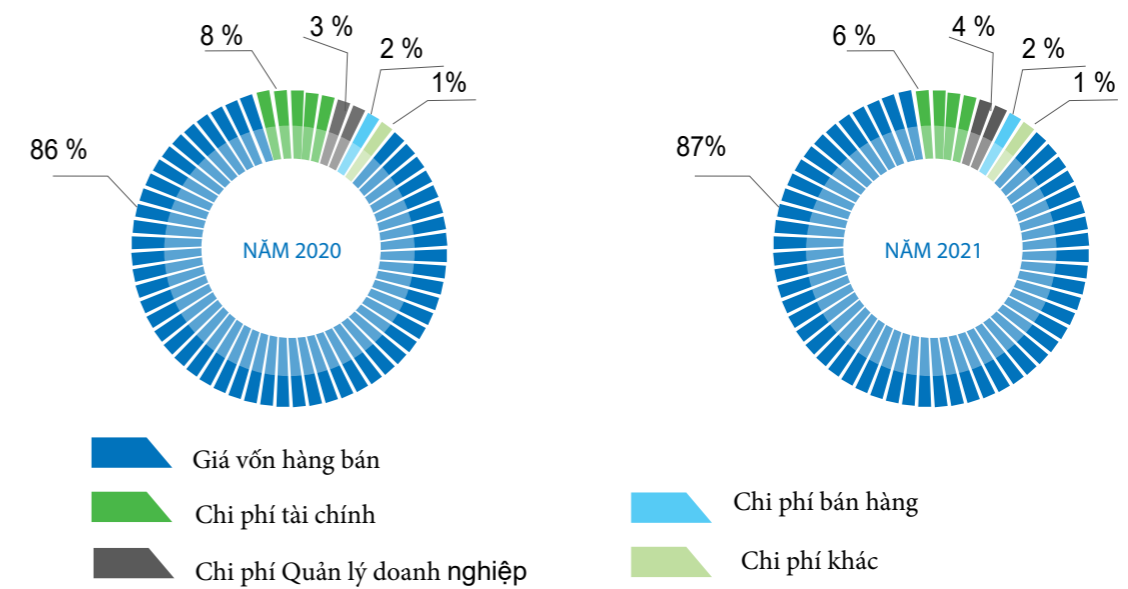 8 %
3 %
2 %
1%
86 %
NĂM 2020
6 %
4 %
2 %
1 %
87%
NĂM 2021
Giá vốn hàng bán
Chi phí tài chính
Chi phí Quản lý doanh nghiệp
Chi phí bán hàng
Chi phí khác